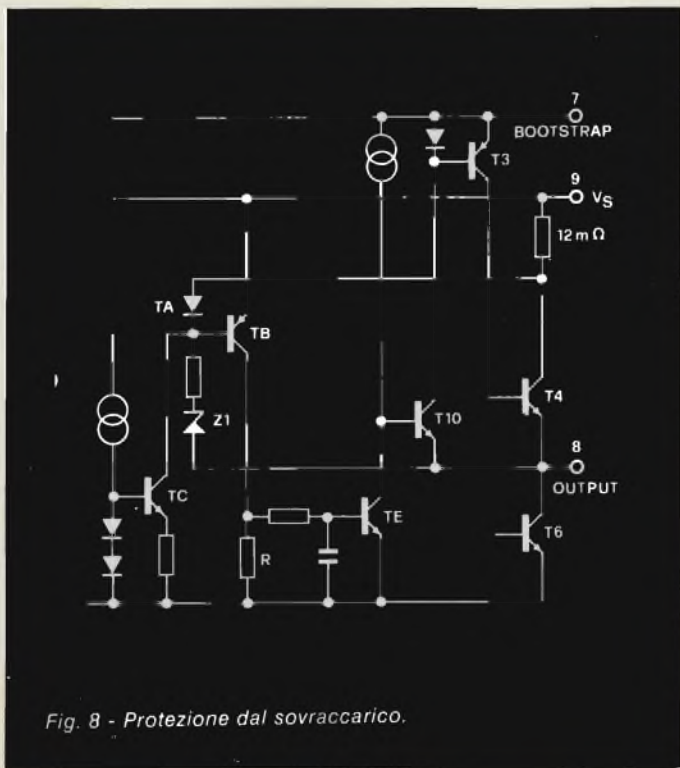 7
BOOTSTRAP
T3
9
VS
12 m Ω
TA
TB
Z1
T10
T4
8
OUTPUT
TC
TE
T6
R
Fig. 8 - Protezione dal sovraccarico.